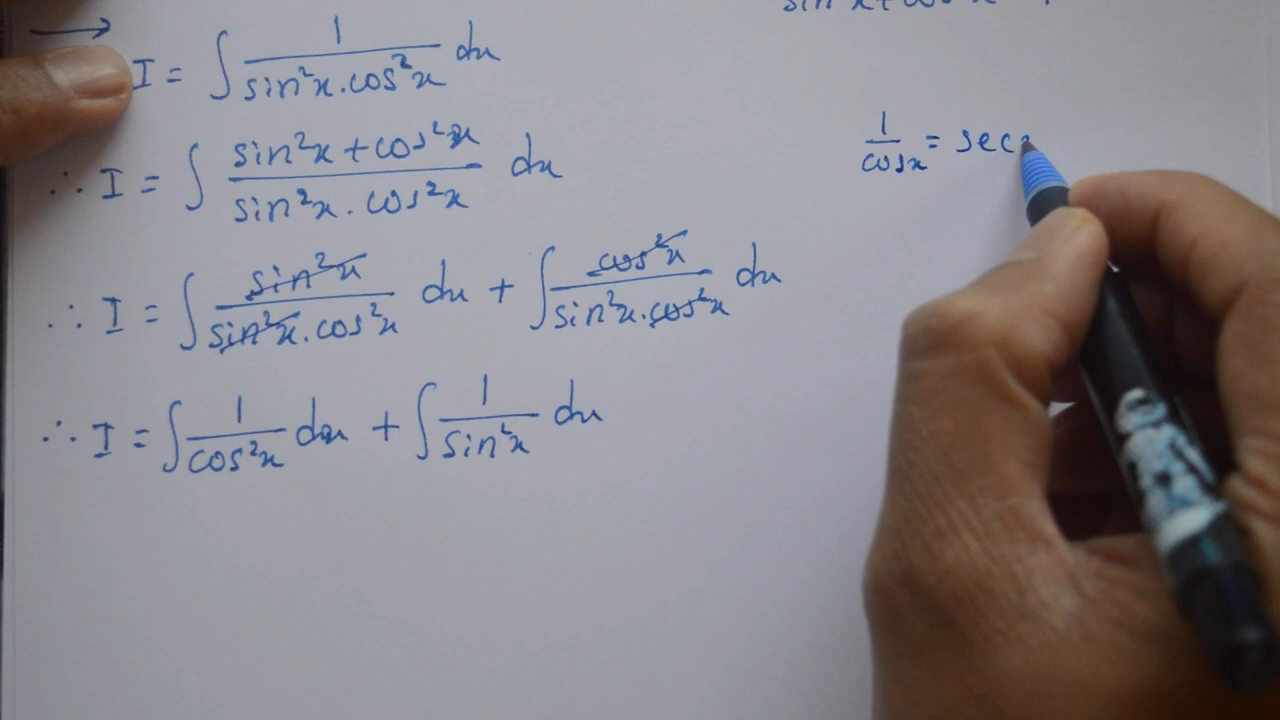 I = ∫ 1/(sin²x.cos²x) dx
∴ I = ∫ (sin²x + cos²x)/(sin²x . cos²x) dx
∴ I = ∫ sin²x/(sin²x . cos²x) dx + ∫ cos²x/(sin²x.cos²x) dx
∴ I = ∫ 1/cos²x dx + ∫ 1/sin²x dx
1/cosx = sec